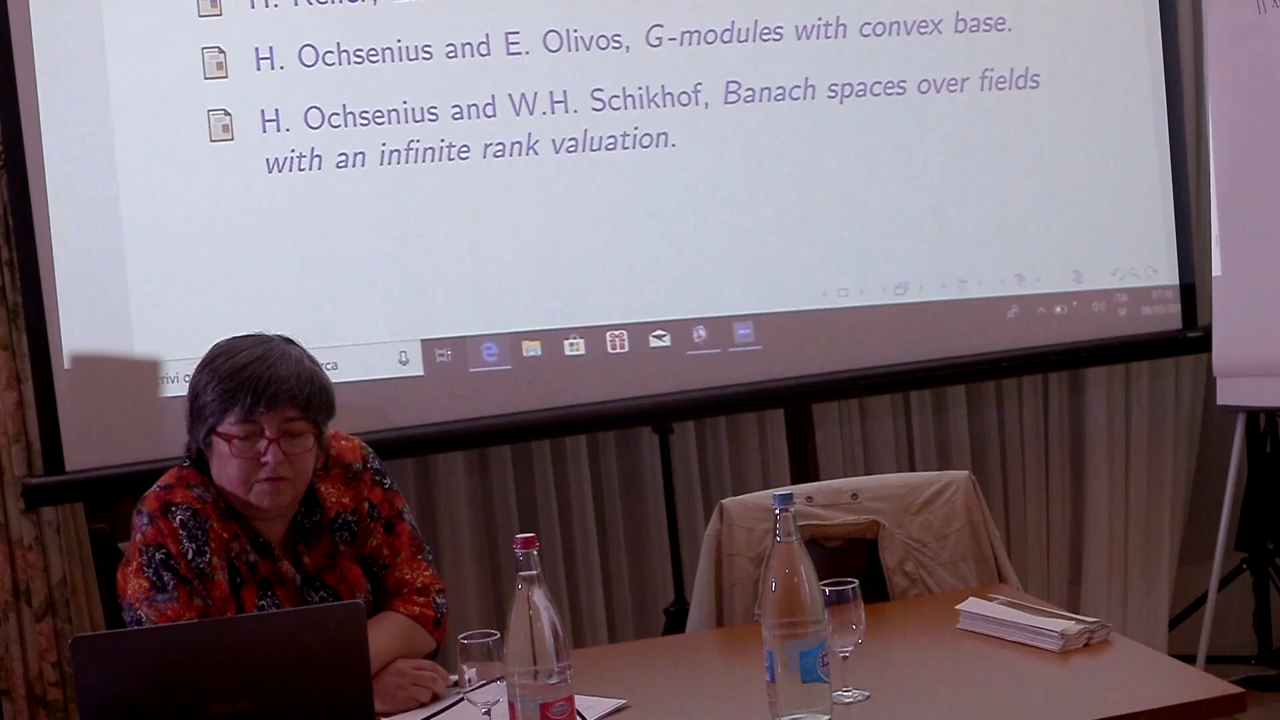 H. Keller,
H. Ochsenius and E. Olivos, G-modules with convex base.
H. Ochsenius and W.H. Schikhof, Banach spaces over fields
with an infinite rank valuation.